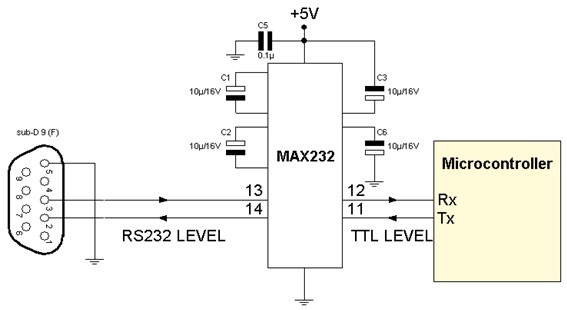 +5V
C5
0.1µ
C1
10µ/16V
C3
10µ/16V
C2
10µ/16V
C6
10µ/16V
MAX232
sub-D 9 (F)
5
9
4
8
3
7
2
6
1
13
12
14
11
RS232 LEVEL
TTL LEVEL
Microcontroller
Rx
Tx